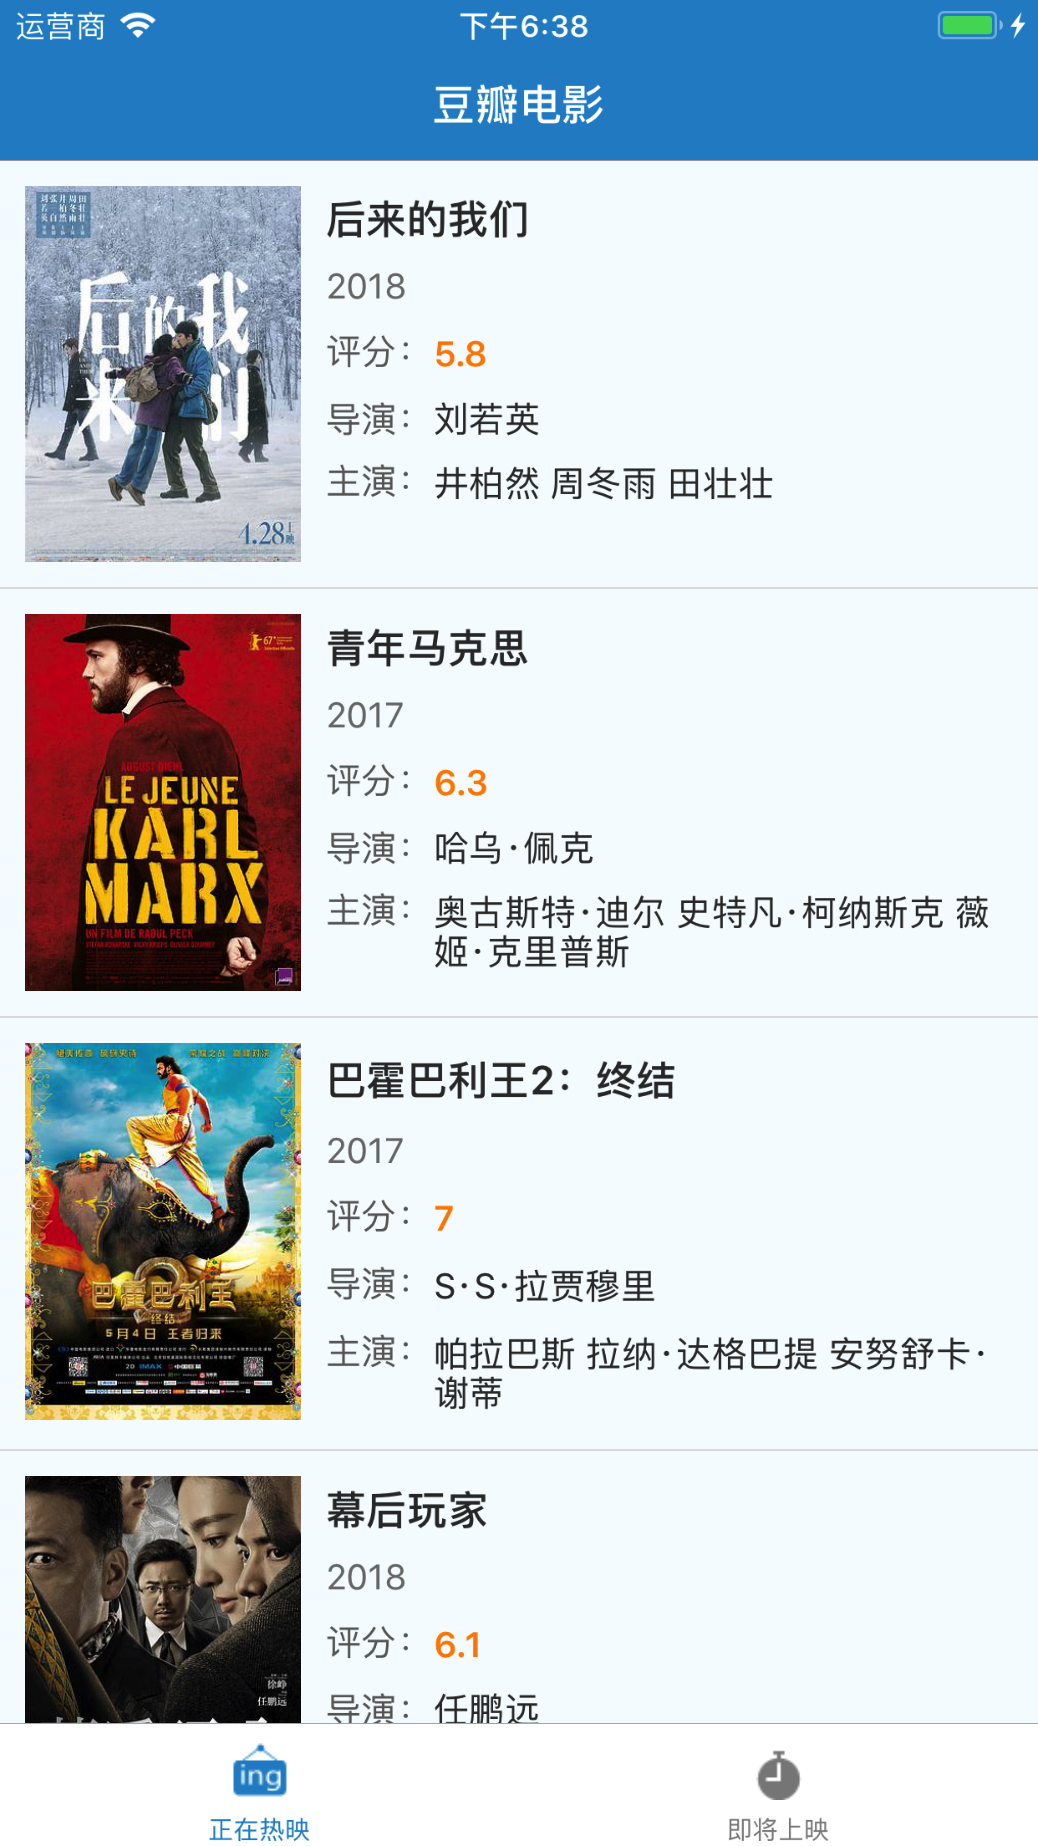 运营商
下午6:38
豆瓣电影
后来的我们
4.28
后来的我们
2018
评分：
5.8
导演：
刘若英
主演：
井柏然 周冬雨 田壮壮
67
AUGUST DIEHL
LE JEUNE
KARL
MARX
UN FILM DE RAOUL PECK
青年马克思
2017
评分：
6.3
导演：
哈乌·佩克
主演：
奥古斯特·迪尔 史特凡·柯纳斯克 薇
姬·克里普斯
2
巴霍巴利王
终结
5月4日 王者归来
IMAX
巴霍巴利王2：终结
2017
评分：
7
导演：
S·S·拉贾穆里
主演：
帕拉巴斯 拉纳·达格巴提 安努舒卡·
谢蒂
徐峥
任鹏远
幕后玩家
2018
评分：
6.1
导演：
任鹏远
ing
正在热映
即将上映